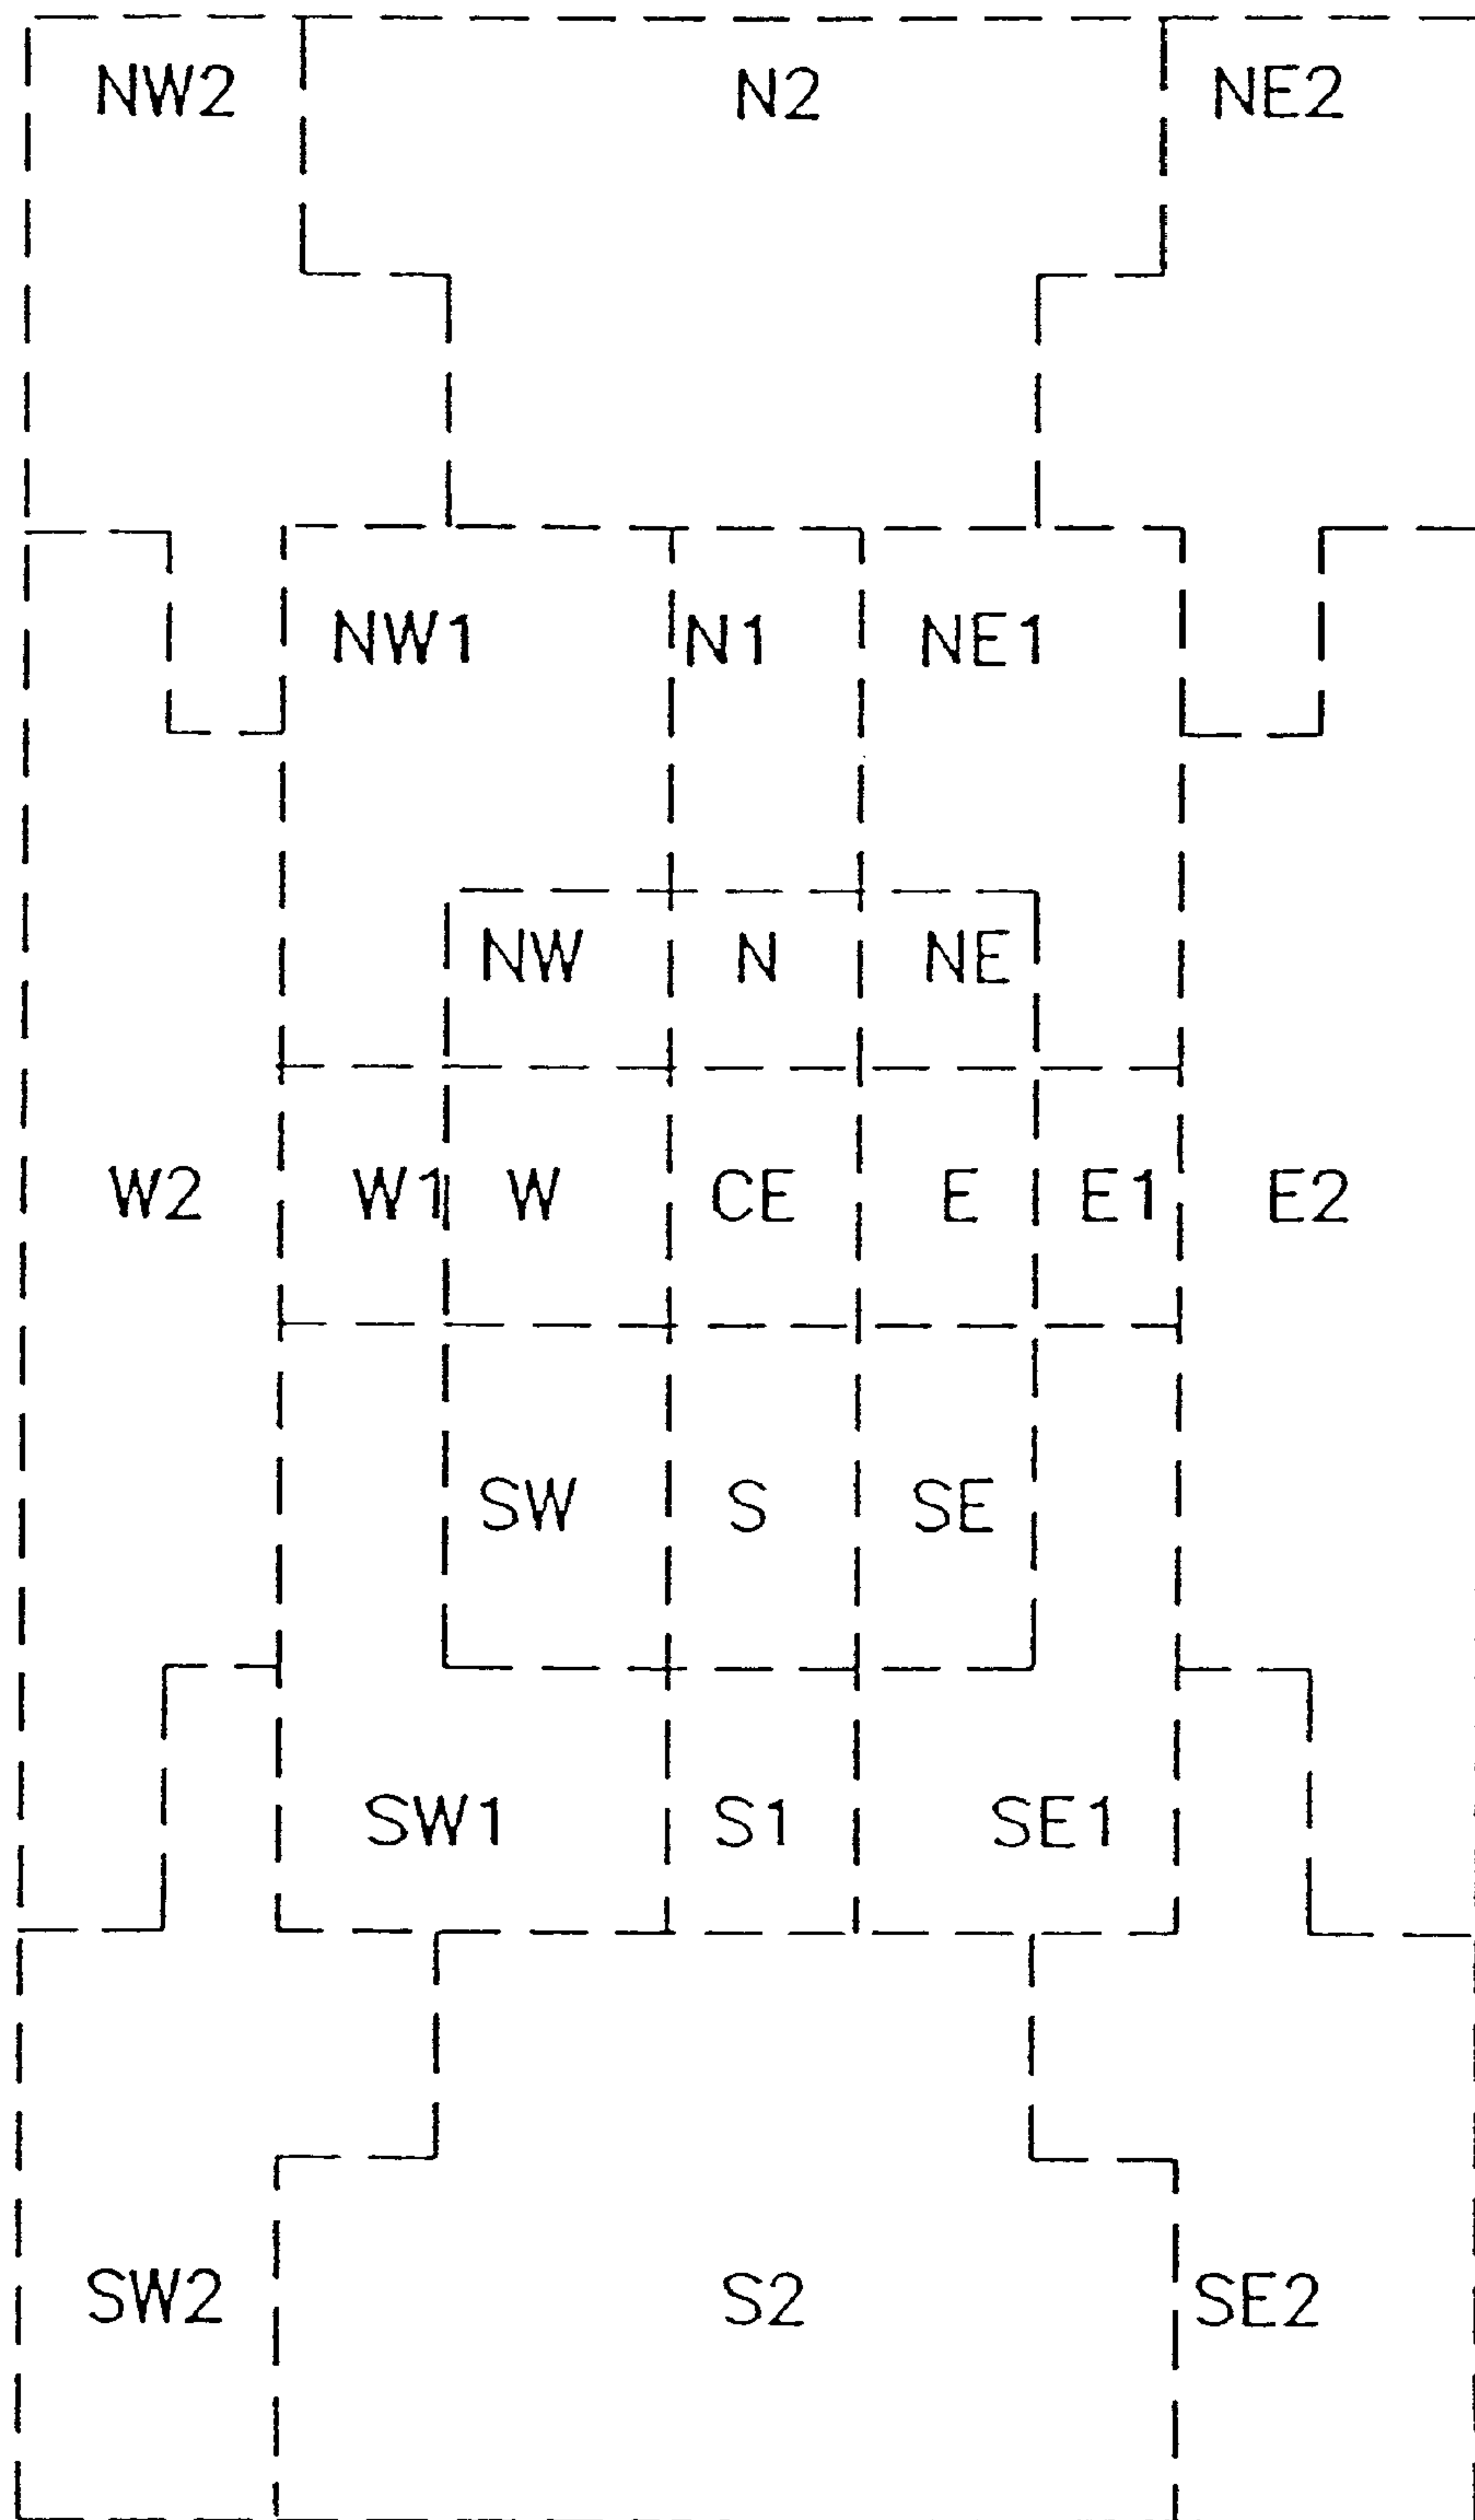 NW2 N2 NE2
NW1 N1 NE1
NW N NE
W2 W1 W CE E E1 E2
SW S SE
SW1 S1 SE1
SW2 S2 SE2